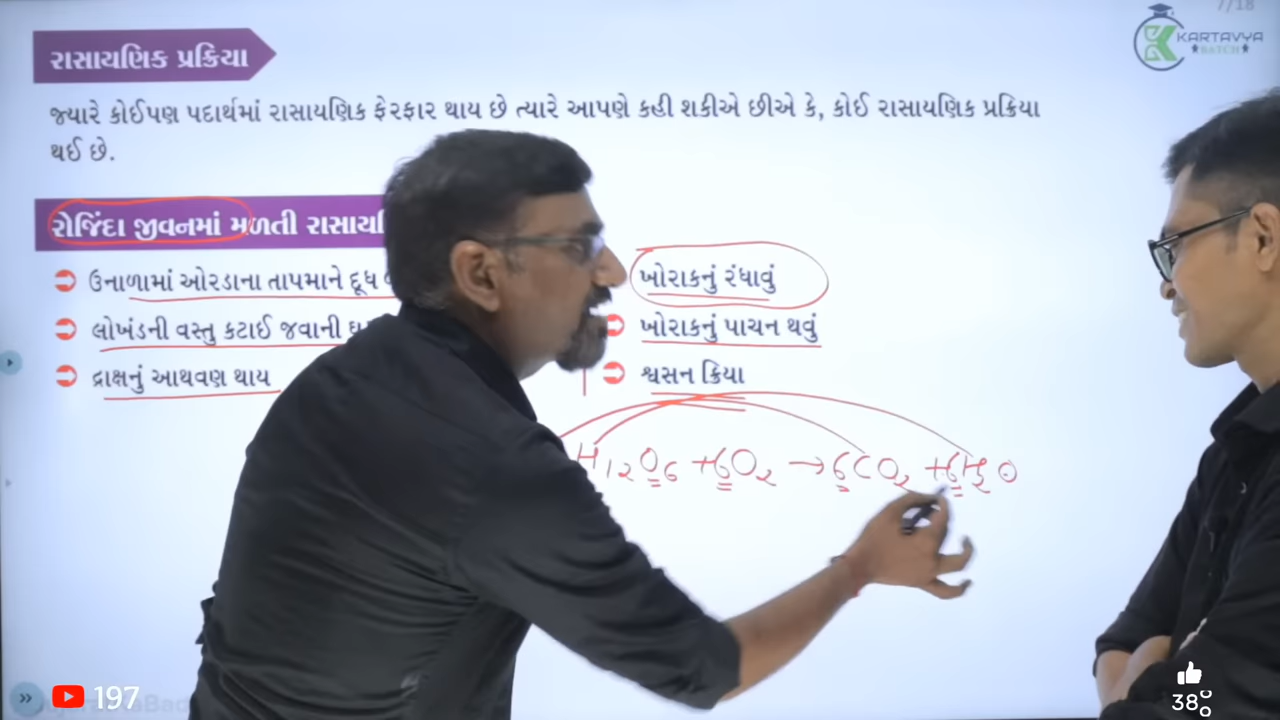 7/18
KARTAVYA
BATCH
રાસાયણિક પ્રક્રિયા
જ્યારે કોઈપણ પદાર્થમાં રાસાયણિક ફેરફાર થાય છે ત્યારે આપણે કહી શકીએ છીએ કે, કોઈ રાસાયણિક પ્રક્રિયા
થઈ છે.
રોજિંદા જીવનમાં મળતી
ઉનાળામાં ઓરડાના તાપમાને દૂધ
ખોરાકનું રંધાવું
લોખંડની વસ્તુ કટાઈ જવાની
ખોરાકનું પાચન થવું
દ્રાક્ષનું આથવણ થાય
શ્વસન ક્રિયા
H12O6 +6O2 → 6CO2 +6H2O
197
38